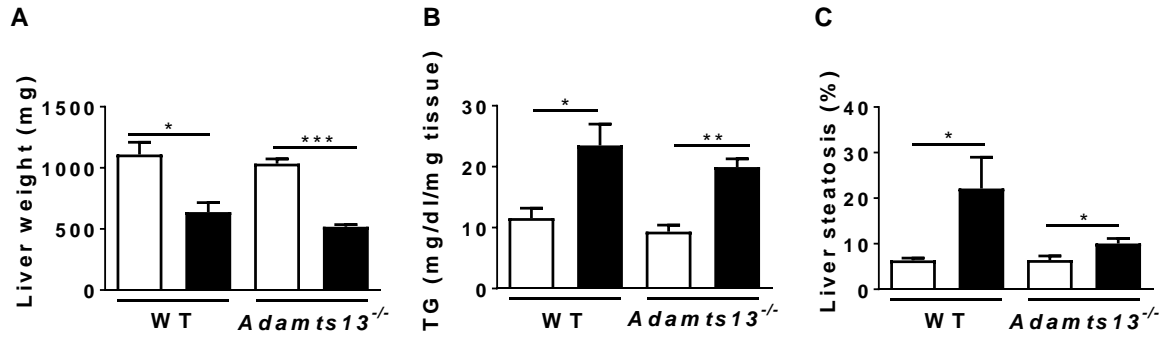 A
Liver weight (mg)
1500
1000
500
0
*
***
WT
Adamts13-/-
B
TG (mg/dl/mg tissue)
30
20
10
0
*
**
WT
Adamts13-/-
C
Liver steatosis (%)
40
30
20
10
0
*
*
WT
Adamts13-/-